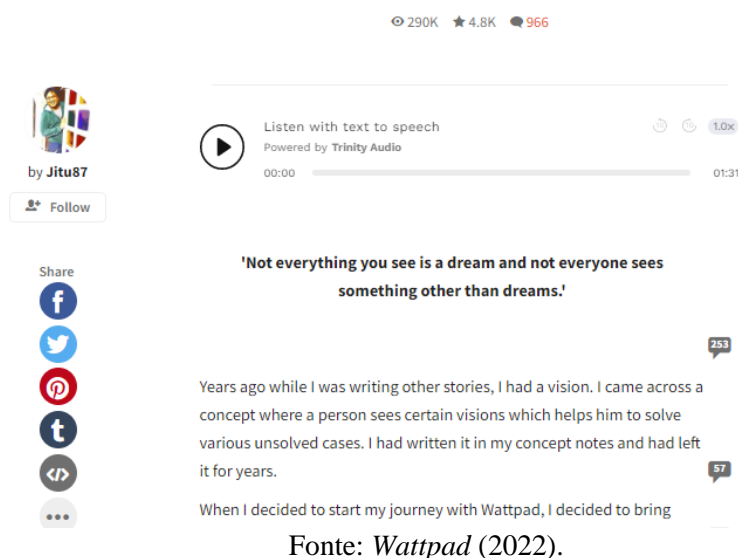 290K 4.8K 966
Listen with text to speech
Powered by Trinity Audio
1.0x
00:00
01:31
by Jitu87
Follow
Share
'Not everything you see is a dream and not everyone sees
something other than dreams.'
253
Years ago while I was writing other stories, I had a vision. I came across a
concept where a person sees certain visions which helps him to solve
various unsolved cases. I had written it in my concept notes and had left
it for years.
57
When I decided to start my journey with Wattpad, I decided to bring
Fonte: Wattpad (2022).